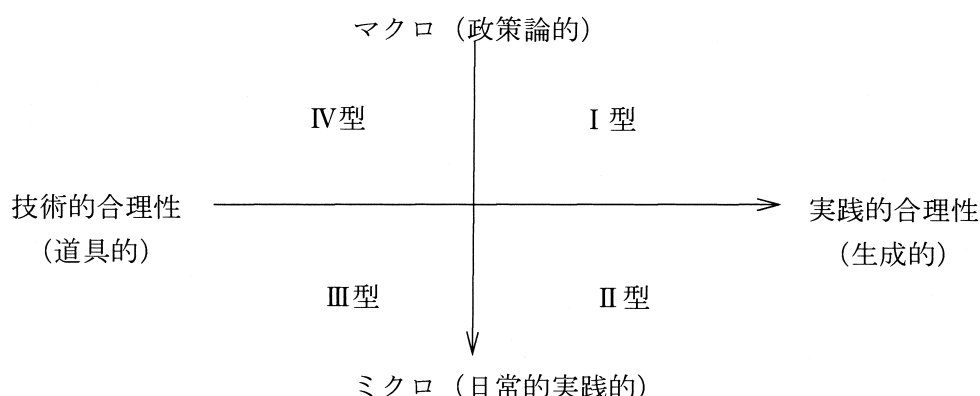 マクロ（政策論的）
Ⅳ型
Ⅰ型
技術的合理性
（道具的）
実践的合理性
（生成的）
Ⅲ型
Ⅱ型
ミクロ（日常的実践的）